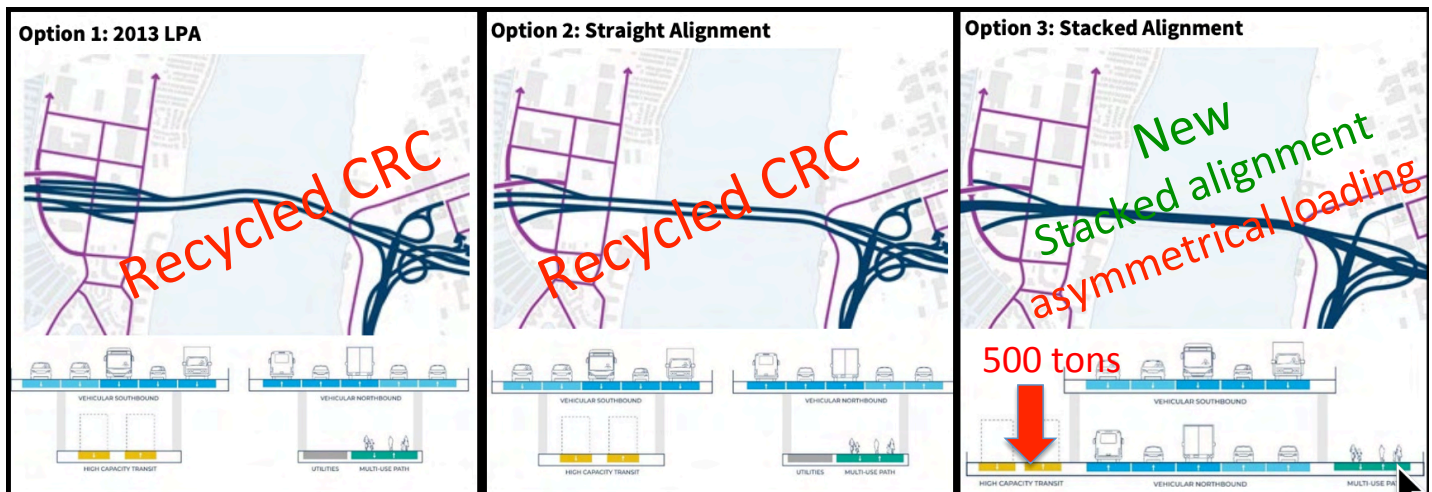 Option 1: 2013 LPA
Recycled CRC
VEHICULAR SOUTHBOUND
VEHICULAR NORTHBOUND
HIGH CAPACITY TRANSIT
UTILITIES
MULTI-USE PATH
Option 2: Straight Alignment
Recycled CRC
VEHICULAR SOUTHBOUND
VEHICULAR NORTHBOUND
HIGH CAPACITY TRANSIT
UTILITIES
MULTI-USE PATH
Option 3: Stacked Alignment
New
Stacked alignment
asymmetrical loading
500 tons
VEHICULAR SOUTHBOUND
HIGH CAPACITY TRANSIT
VEHICULAR NORTHBOUND
MULTI-USE